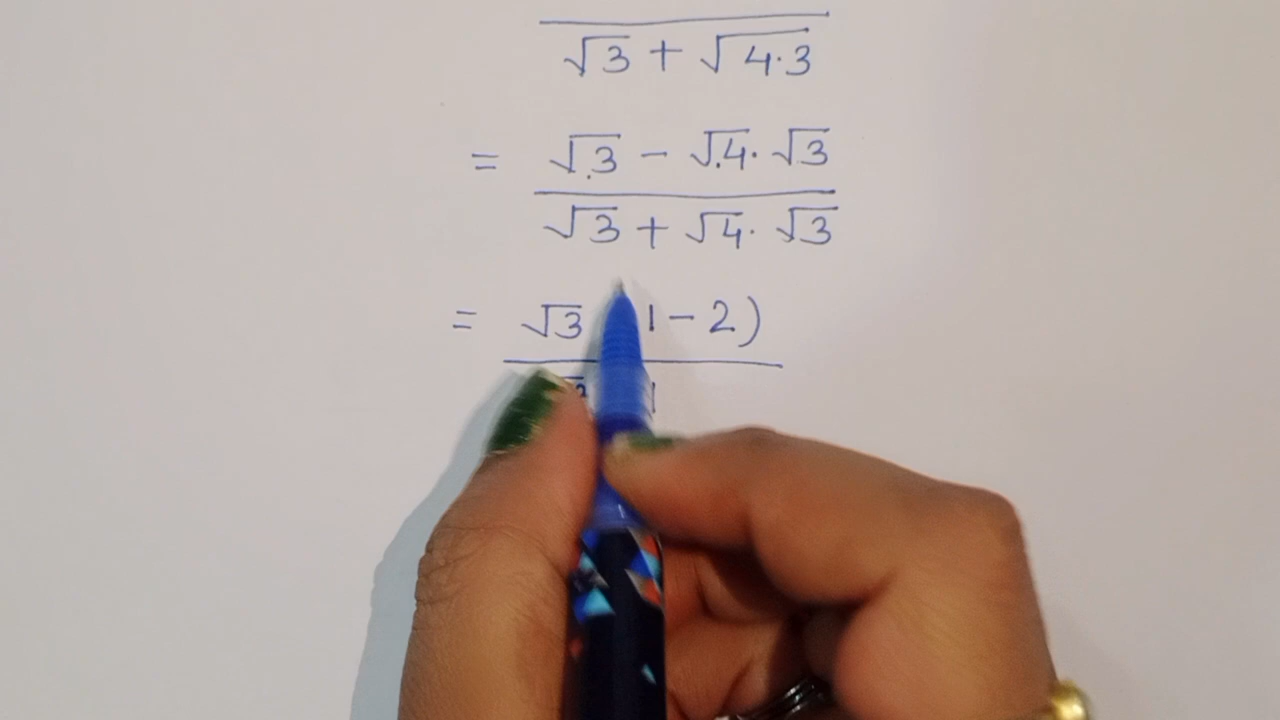 √3 + √4·3
= √3 − √4·√3
√3 + √4·√3
= √3 1 − 2)